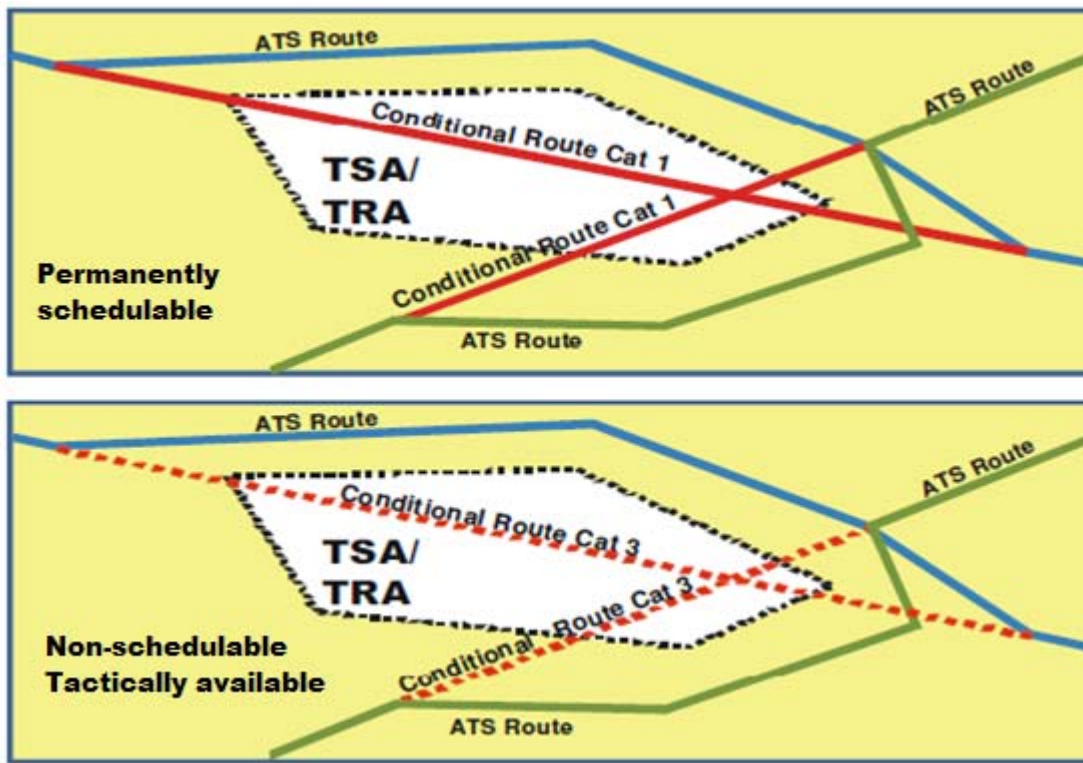 ATS Route
ATS Route
Conditional Route Cat 1
TSA/
TRA
Conditional Route Cat 1
Permanently
schedulable
ATS Route
ATS Route
ATS Route
Conditional Route Cat 3
TSA/
TRA
Conditional Route Cat 3
Non-schedulable
Tactically available
ATS Route